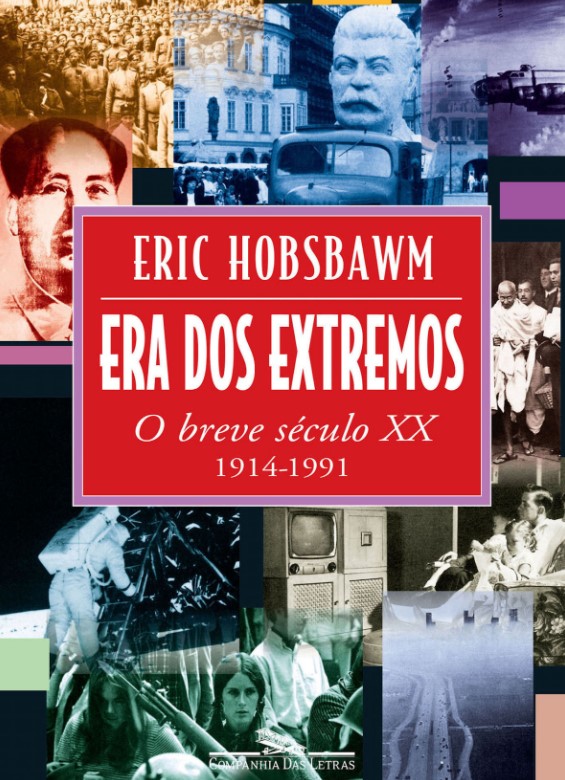 ERIC HOBSBAWM
ERA DOS EXTREMOS
O breve século XX
1914-1991
COMPANHIA DAS LETRAS